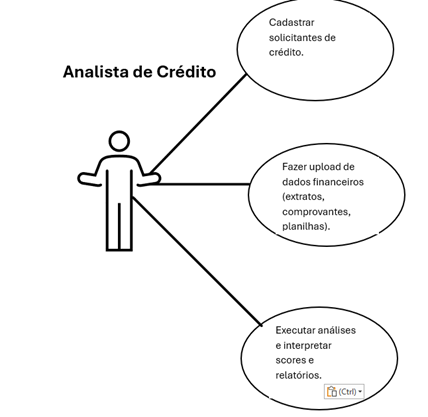 Cadastrar
solicitantes de
crédito.
Analista de Crédito
Fazer upload de
dados financeiros
(extratos,
comprovantes,
planilhas).
Executar análises
e interpretar
scores e
relatórios.
(Ctrl)